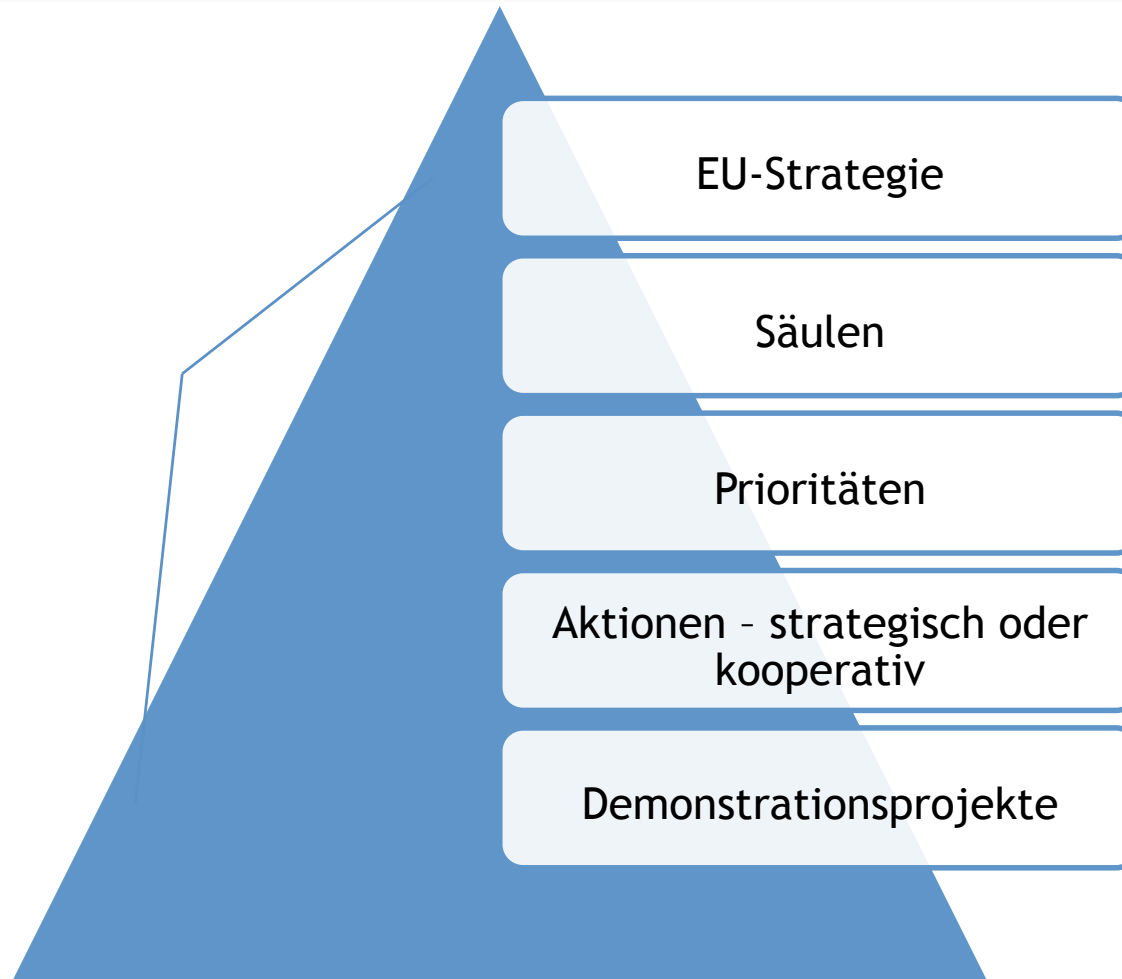 EU-Strategie
Säulen
Prioritäten
Aktionen – strategisch oder
kooperativ
Demonstrationsprojekte